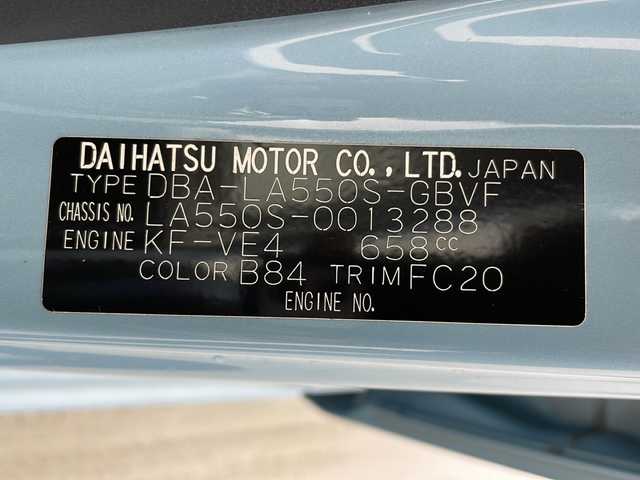 DAIHATSU MOTOR CO., LTD. JAPAN
TYPE DBA-LA550S-GBVF
CHASSIS NO. LA550S-0013288
ENGINE KF-VE4 658cc
COLOR B84 TRIM FC20
ENGINE NO.